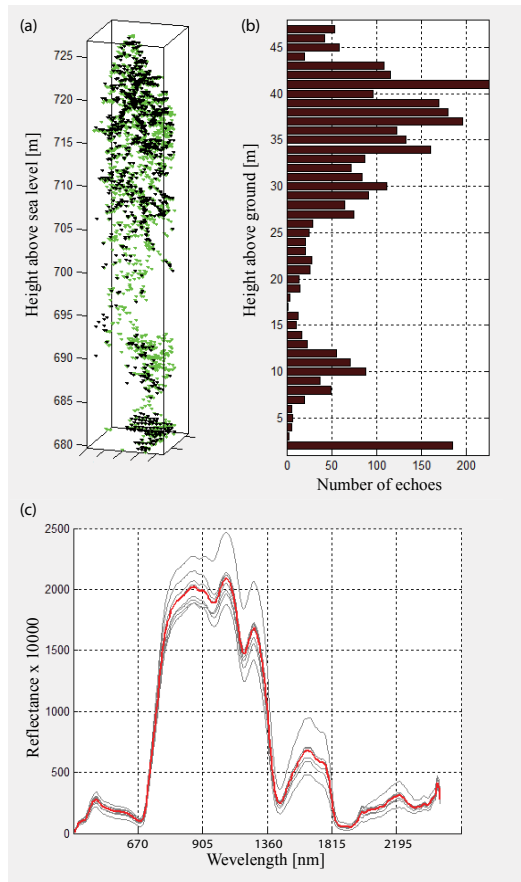 (a)
725
720
715
710
705
700
695
690
685
680
Height above sea level [m]
(b)
45
40
35
30
25
20
15
10
5
0 50 100 150 200
Height above ground [m]
Number of echoes
(c)
2500
2000
1500
1000
500
0
670 905 1360 1815 2195
Reflectance x 10000
Wavelength [nm]